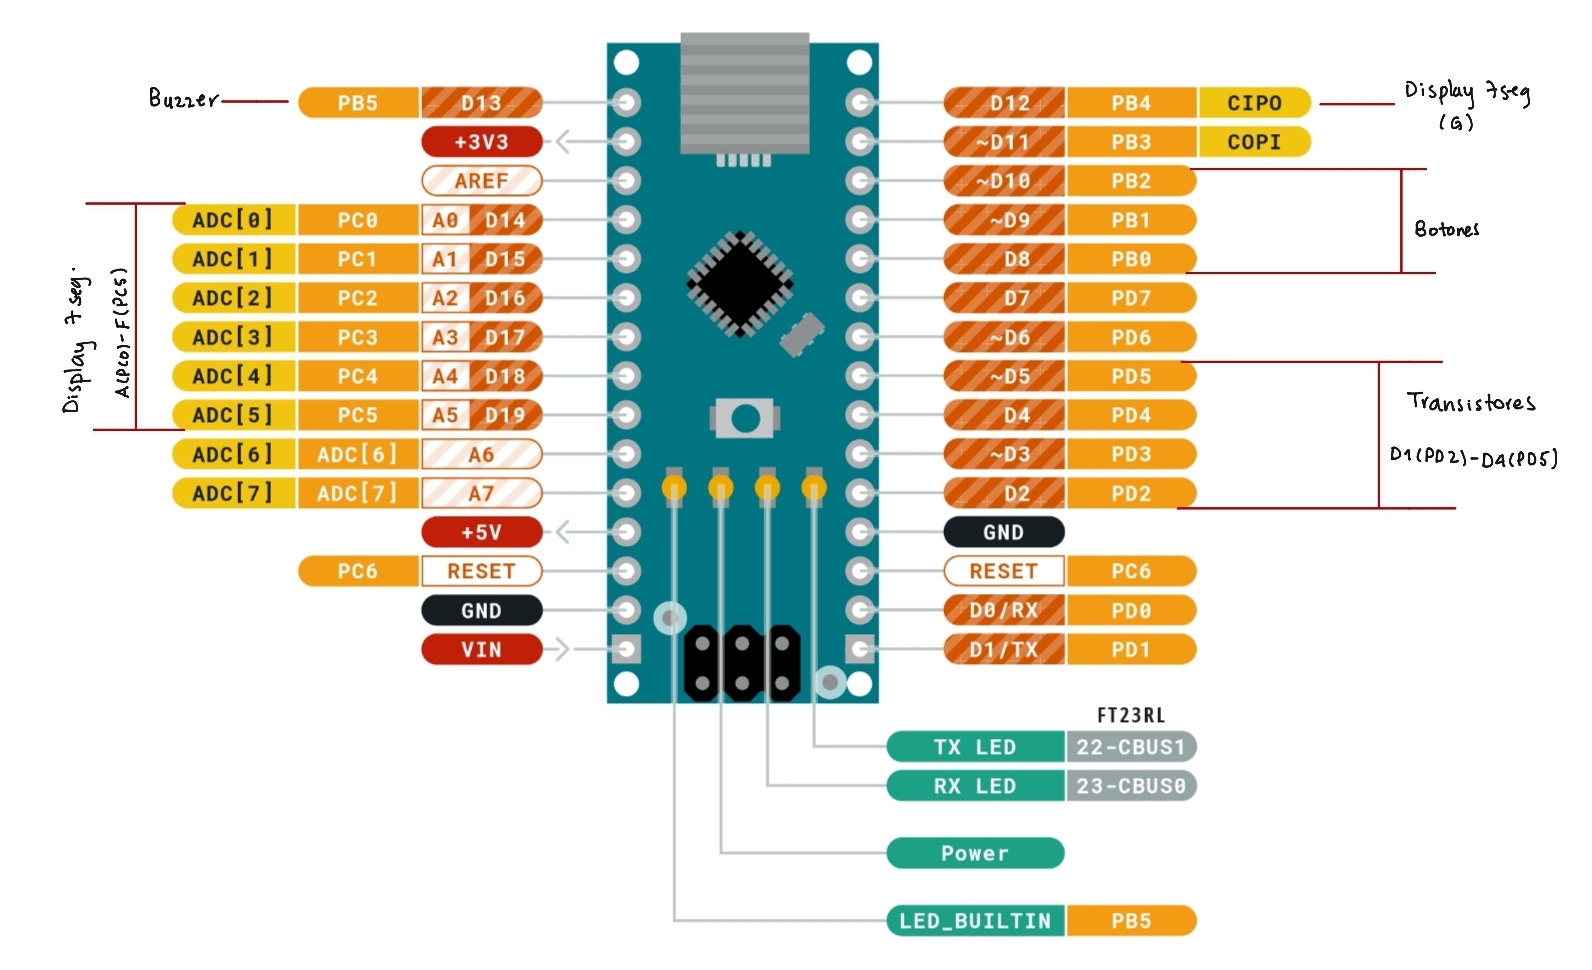 Buzzer
PB5 D13
+3V3
AREF
ADC[0] PC0 A0 D14
ADC[1] PC1 A1 D15
ADC[2] PC2 A2 D16
ADC[3] PC3 A3 D17
ADC[4] PC4 A4 D18
ADC[5] PC5 A5 D19
ADC[6] ADC[6] A6
ADC[7] ADC[7] A7
+5V
PC6 RESET
GND
VIN
Display 7 seg.
A(PC0)-F(PC5)
D12 PB4 CIPO
~D11 PB3 COPI
~D10 PB2
~D9 PB1
D8 PB0
D7 PD7
~D6 PD6
~D5 PD5
D4 PD4
~D3 PD3
D2 PD2
GND
RESET PC6
D0/RX PD0
D1/TX PD1
Display 7seg
(G)
Botones
Transistores
D1(PD2)-D4(PD5)
FT23RL
TX LED 22-CBUS1
RX LED 23-CBUS0
Power
LED_BUILTIN PB5